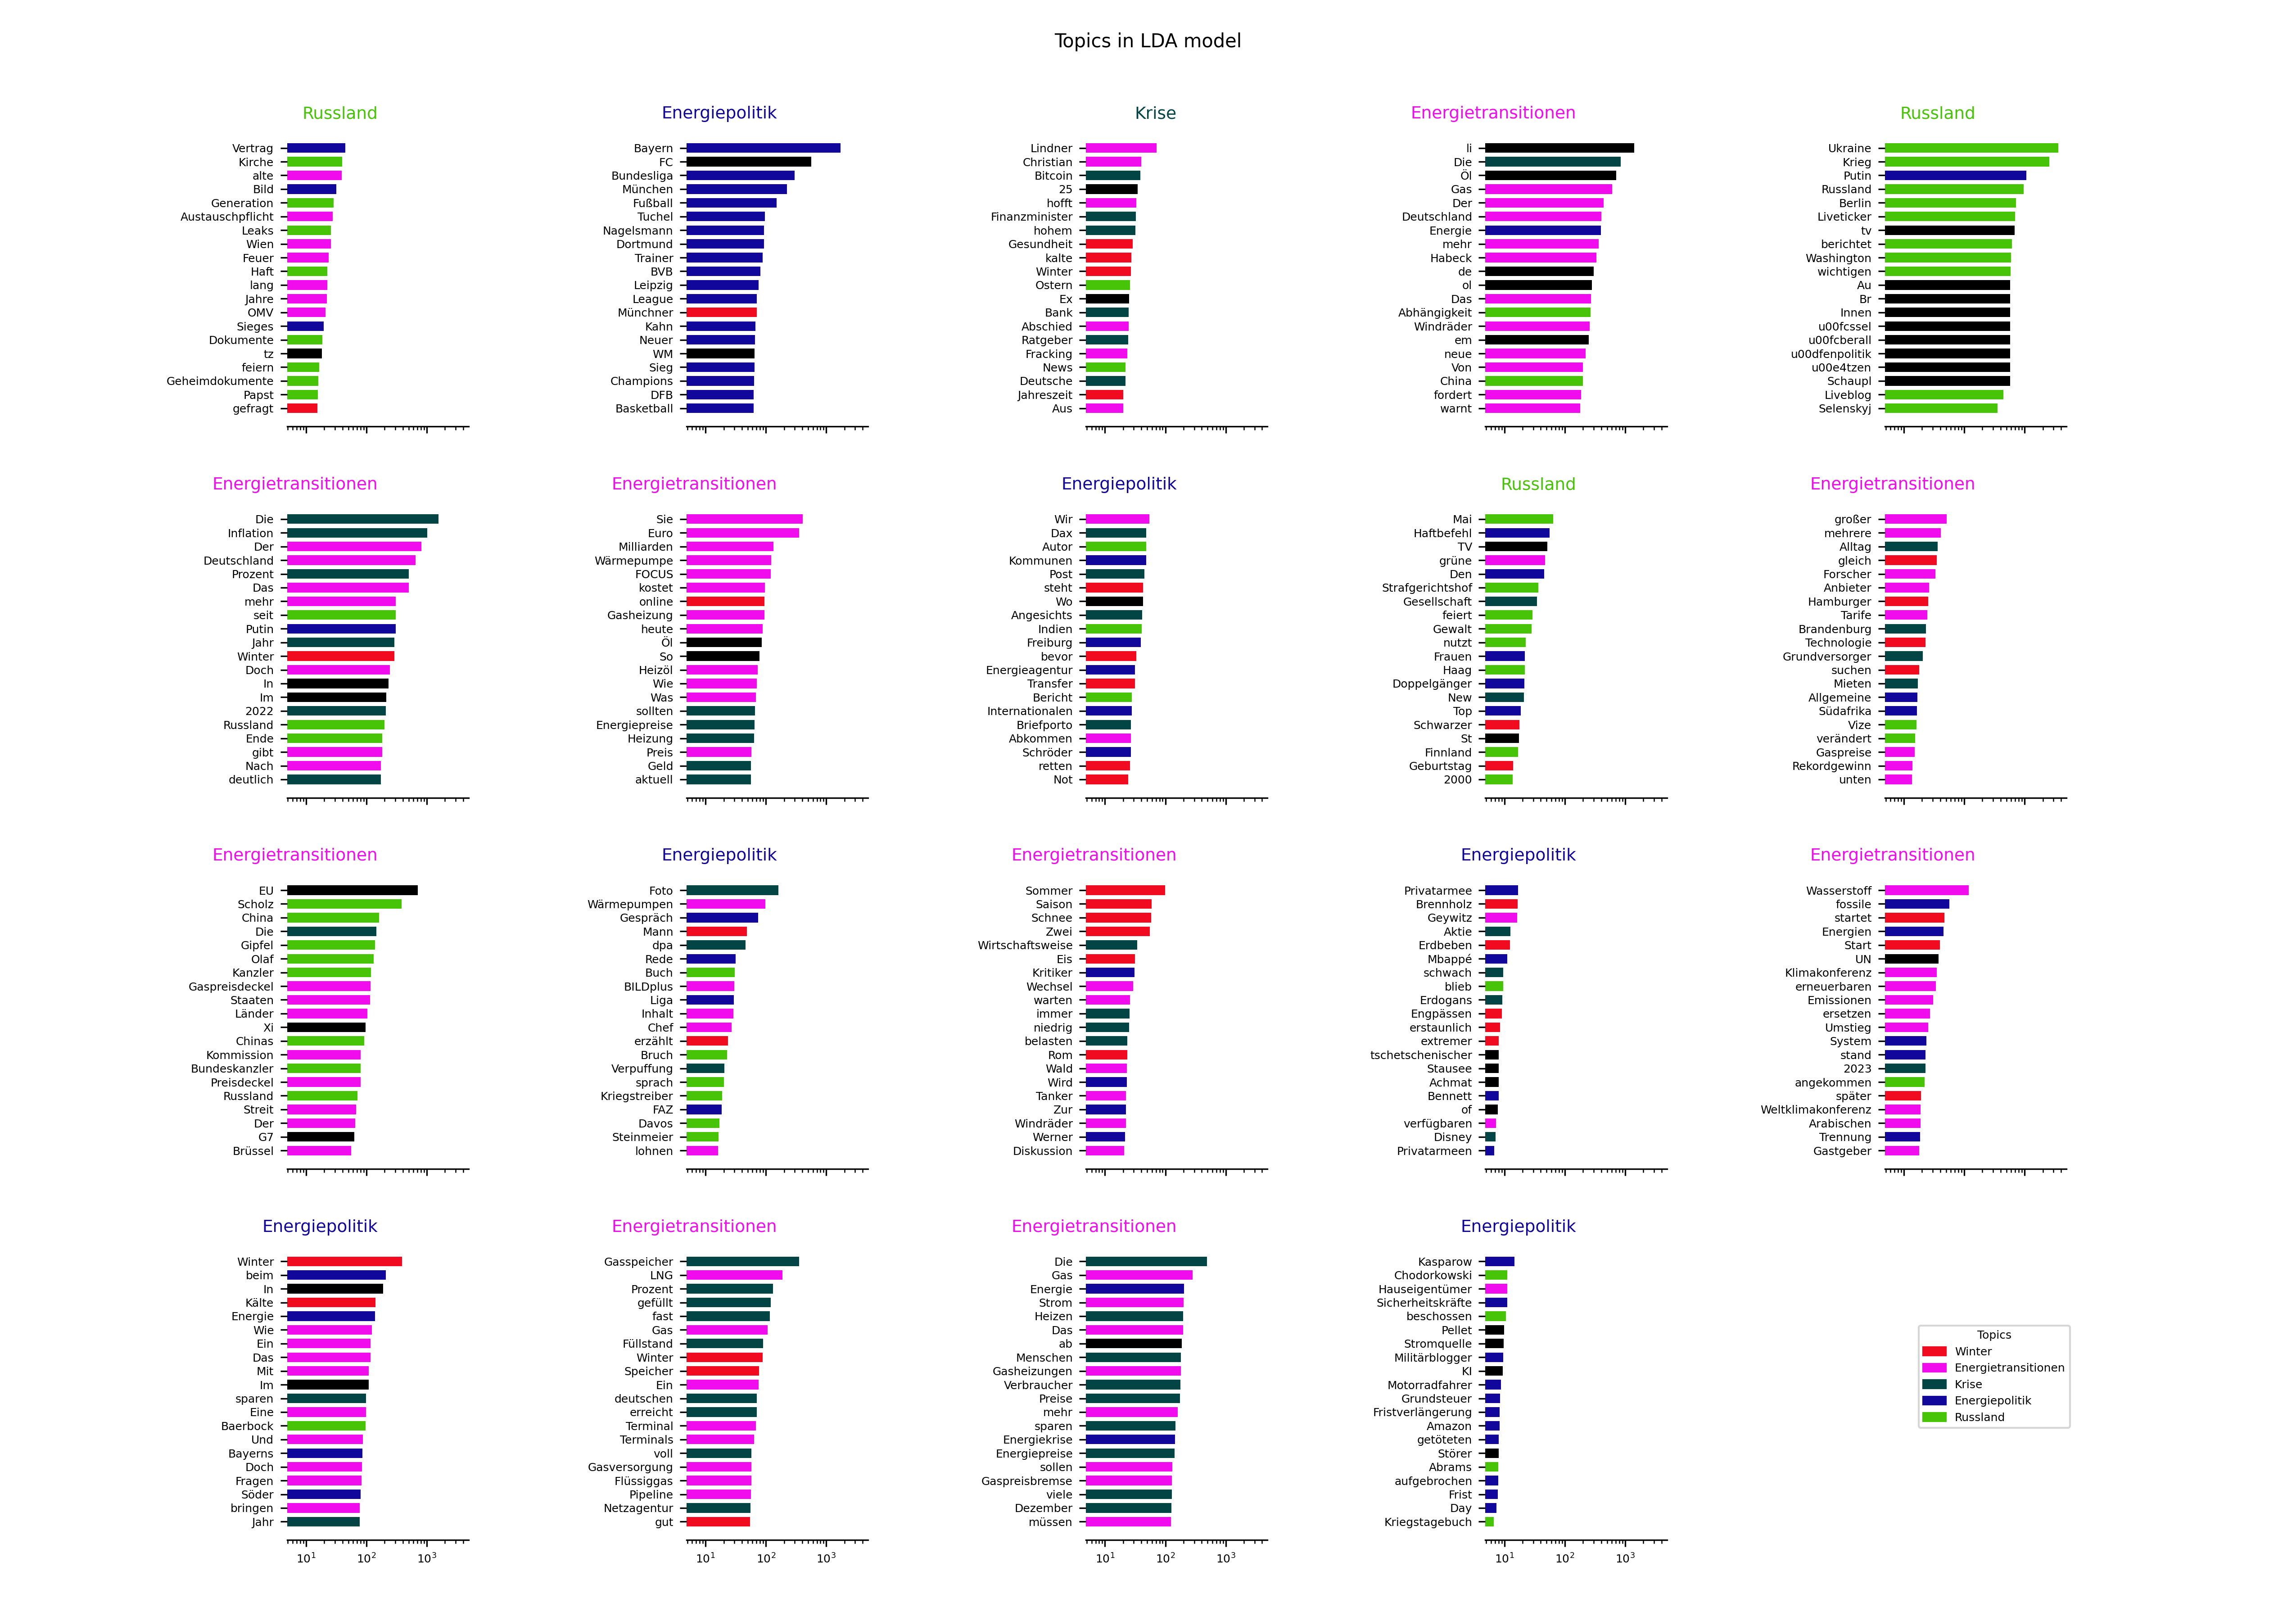 Topics in LDA model
Russland
Vertrag
Kirche
alte
Bild
Generation
Austauschpflicht
Leaks
Wien
Feuer
Haft
lang
Jahre
OMV
Sieges
Dokumente
tz
feiern
Geheimdokumente
Papst
gefragt
Energiepolitik
Bayern
FC
Bundesliga
München
Fußball
Tuchel
Nagelsmann
Dortmund
Trainer
BVB
Leipzig
League
Münchner
Kahn
Neuer
WM
Sieg
Champions
DFB
Basketball
Krise
Lindner
Christian
Bitcoin
25
hofft
Finanzminister
hohem
Gesundheit
kalte
Winter
Ostern
Ex
Bank
Abschied
Ratgeber
Fracking
News
Deutsche
Jahreszeit
Aus
Energietransitionen
li
Die
Öl
Gas
Der
Deutschland
Energie
mehr
Habeck
de
ol
Das
Abhängigkeit
Windräder
em
neue
Von
China
fordert
warnt
Russland
Ukraine
Krieg
Putin
Russland
Berlin
Liveticker
tv
berichtet
Washington
wichtigen
Au
Br
Innen
u00fcssel
u00fcberall
u00dfenpolitik
u00e4tzen
Schaupl
Liveblog
Selenskyj
Energietransitionen
Die
Inflation
Der
Deutschland
Prozent
Das
mehr
seit
Putin
Jahr
Winter
Doch
In
Im
2022
Russland
Ende
gibt
Nach
deutlich
Energietransitionen
Sie
Euro
Milliarden
Wärmepumpe
FOCUS
kostet
online
Gasheizung
heute
Öl
So
Heizöl
Wie
Was
sollten
Energiepreise
Heizung
Preis
Geld
aktuell
Energiepolitik
Wir
Dax
Autor
Kommunen
Post
steht
Wo
Angesichts
Indien
Freiburg
bevor
Energieagentur
Transfer
Bericht
Internationalen
Briefporto
Abkommen
Schröder
retten
Not
Russland
Mai
Haftbefehl
TV
grüne
Den
Strafgerichtshof
Gesellschaft
feiert
Gewalt
nutzt
Frauen
Haag
Doppelgänger
New
Top
Schwarzer
St
Finnland
Geburtstag
2000
Energietransitionen
großer
mehrere
Alltag
gleich
Forscher
Anbieter
Hamburger
Tarife
Brandenburg
Technologie
Grundversorger
suchen
Mieten
Allgemeine
Südafrika
Vize
verändert
Gaspreise
Rekordgewinn
unten
Energietransitionen
EU
Scholz
China
Die
Gipfel
Olaf
Kanzler
Gaspreisdeckel
Staaten
Länder
Xi
Chinas
Kommission
Bundeskanzler
Preisdeckel
Russland
Streit
Der
G7
Brüssel
Energiepolitik
Foto
Wärmepumpen
Gespräch
Mann
dpa
Rede
Buch
BILDplus
Liga
Inhalt
Chef
erzählt
Bruch
Verpuffung
sprach
Kriegstreiber
FAZ
Davos
Steinmeier
lohnen
Energietransitionen
Sommer
Saison
Schnee
Zwei
Wirtschaftsweise
Eis
Kritiker
Wechsel
warten
immer
niedrig
belasten
Rom
Wald
Wird
Tanker
Zur
Windräder
Werner
Diskussion
Energiepolitik
Privatarmee
Brennholz
Geywitz
Aktie
Erdbeben
Mbappé
schwach
blieb
Erdogans
Engpässen
erstaunlich
extremer
tschetschenischer
Stausee
Achmat
Bennett
of
verfügbaren
Disney
Privatarmeen
Energietransitionen
Wasserstoff
fossile
startet
Energien
Start
UN
Klimakonferenz
erneuerbaren
Emissionen
ersetzen
Umstieg
System
stand
2023
angekommen
später
Weltklimakonferenz
Arabischen
Trennung
Gastgeber
Energiepolitik
Winter
beim
In
Kälte
Energie
Wie
Ein
Das
Mit
Im
sparen
Eine
Baerbock
Und
Bayerns
Doch
Fragen
Söder
bringen
Jahr
10¹ 10² 10³
Energietransitionen
Gasspeicher
LNG
Prozent
gefüllt
fast
Gas
Füllstand
Winter
Speicher
Ein
deutschen
erreicht
Terminal
Terminals
voll
Gasversorgung
Flüssiggas
Pipeline
Netzagentur
gut
10¹ 10² 10³
Energietransitionen
Die
Gas
Energie
Strom
Heizen
Das
ab
Menschen
Gasheizungen
Verbraucher
Preise
mehr
sparen
Energiekrise
Energiepreise
sollen
Gaspreisbremse
viele
Dezember
müssen
10¹ 10² 10³
Energiepolitik
Kasparow
Chodorkowski
Hauseigentümer
Sicherheitskräfte
beschossen
Pellet
Stromquelle
Militärblogger
KI
Motorradfahrer
Grundsteuer
Fristverlängerung
Amazon
getöteten
Störer
Abrams
aufgebrochen
Frist
Day
Kriegstagebuch
10¹ 10² 10³
Topics
Winter
Energietransitionen
Krise
Energiepolitik
Russland